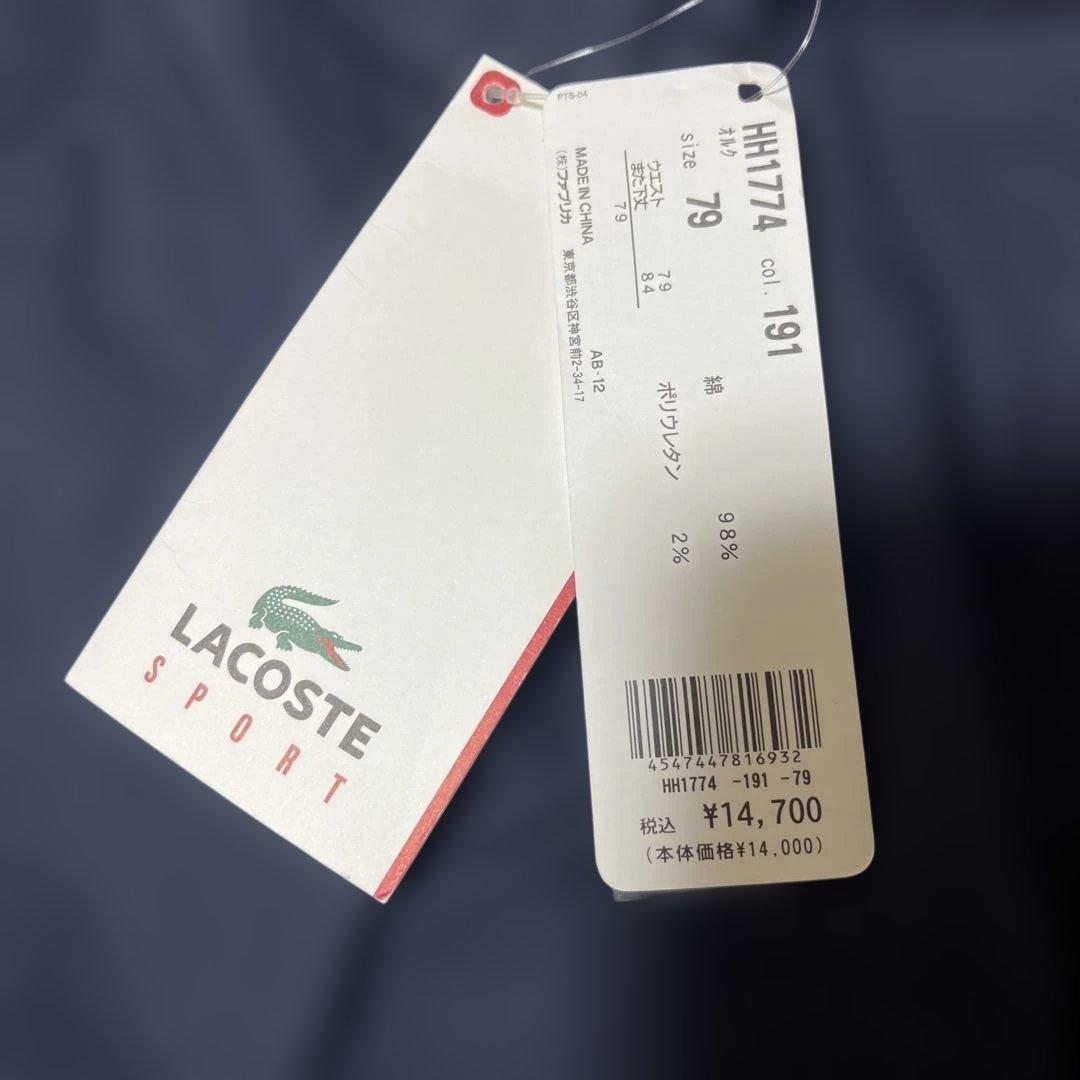 LACOSTE
SPORT
PTS-04
HH1774 col. 191
オルク
size 79
綿 98%
ポリウレタン 2%
ウエスト 79
また下丈 84
79
AB-12
MADE IN CHINA
(株)ファブリカ 東京都渋谷区神宮前2-34-17
4547447816932
HH1774 -191 -79
税込 ¥14,700
(本体価格¥14,000)